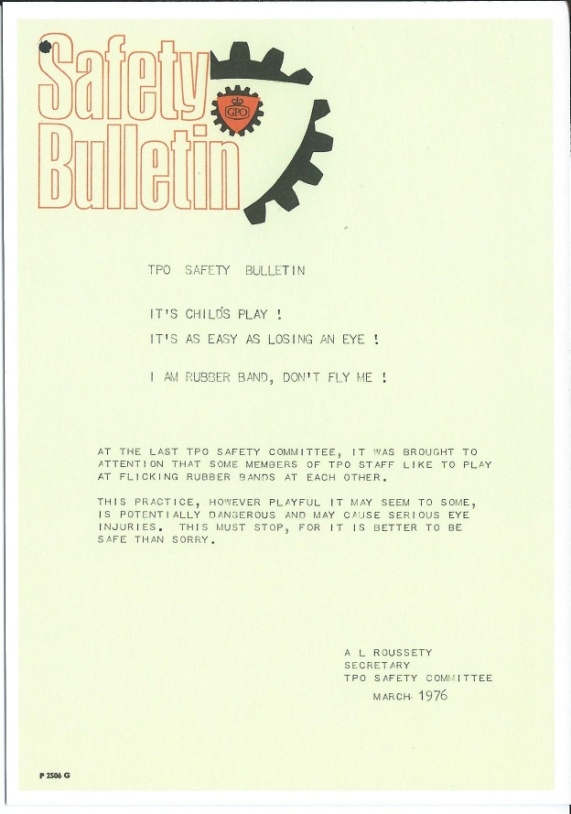 Safety
GPO
Bulletin
TPO SAFETY BULLETIN
IT'S CHILD'S PLAY !
IT'S AS EASY AS LOSING AN EYE !
I AM RUBBER BAND, DON'T FLY ME !
AT THE LAST TPO SAFETY COMMITTEE, IT WAS BROUGHT TO
ATTENTION THAT SOME MEMBERS OF TPO STAFF LIKE TO PLAY
AT FLICKING RUBBER BANDS AT EACH OTHER.
THIS PRACTICE, HOWEVER PLAYFUL IT MAY SEEM TO SOME,
IS POTENTIALLY DANGEROUS AND MAY CAUSE SERIOUS EYE
INJURIES. THIS MUST STOP, FOR IT IS BETTER TO BE
SAFE THAN SORRY.
A L ROUSSETY
SECRETARY
TPO SAFETY COMMITTEE
MARCH 1976
P 2506 G